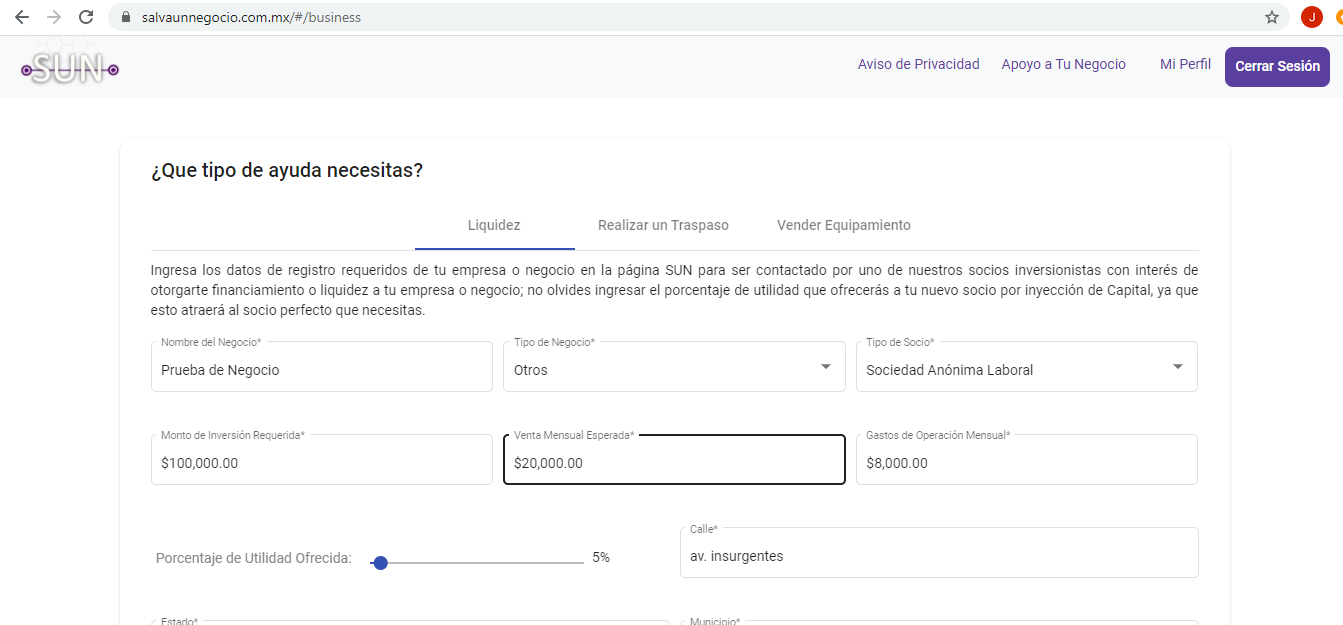 salvaunnegocio.com.mx/#/business
J
SUN
Aviso de Privacidad
Apoyo a Tu Negocio
Mi Perfil
Cerrar Sesión
¿Que tipo de ayuda necesitas?
Liquidez
Realizar un Traspaso
Vender Equipamiento
Ingresa los datos de registro requeridos de tu empresa o negocio en la página SUN para ser contactado por uno de nuestros socios inversionistas con interés de
otorgarte financiamiento o liquidez a tu empresa o negocio; no olvides ingresar el porcentaje de utilidad que ofrecerás a tu nuevo socio por inyección de Capital, ya que
esto atraerá al socio perfecto que necesitas.
Nombre del Negocio*
Prueba de Negocio
Tipo de Negocio*
Otros
Tipo de Socio*
Sociedad Anónima Laboral
Monto de Inversión Requerida*
$100,000.00
Venta Mensual Esperada*
$20,000.00
Gastos de Operación Mensual*
$8,000.00
Porcentaje de Utilidad Ofrecida:
5%
Calle*
av. insurgentes
Estado*
Municipio*